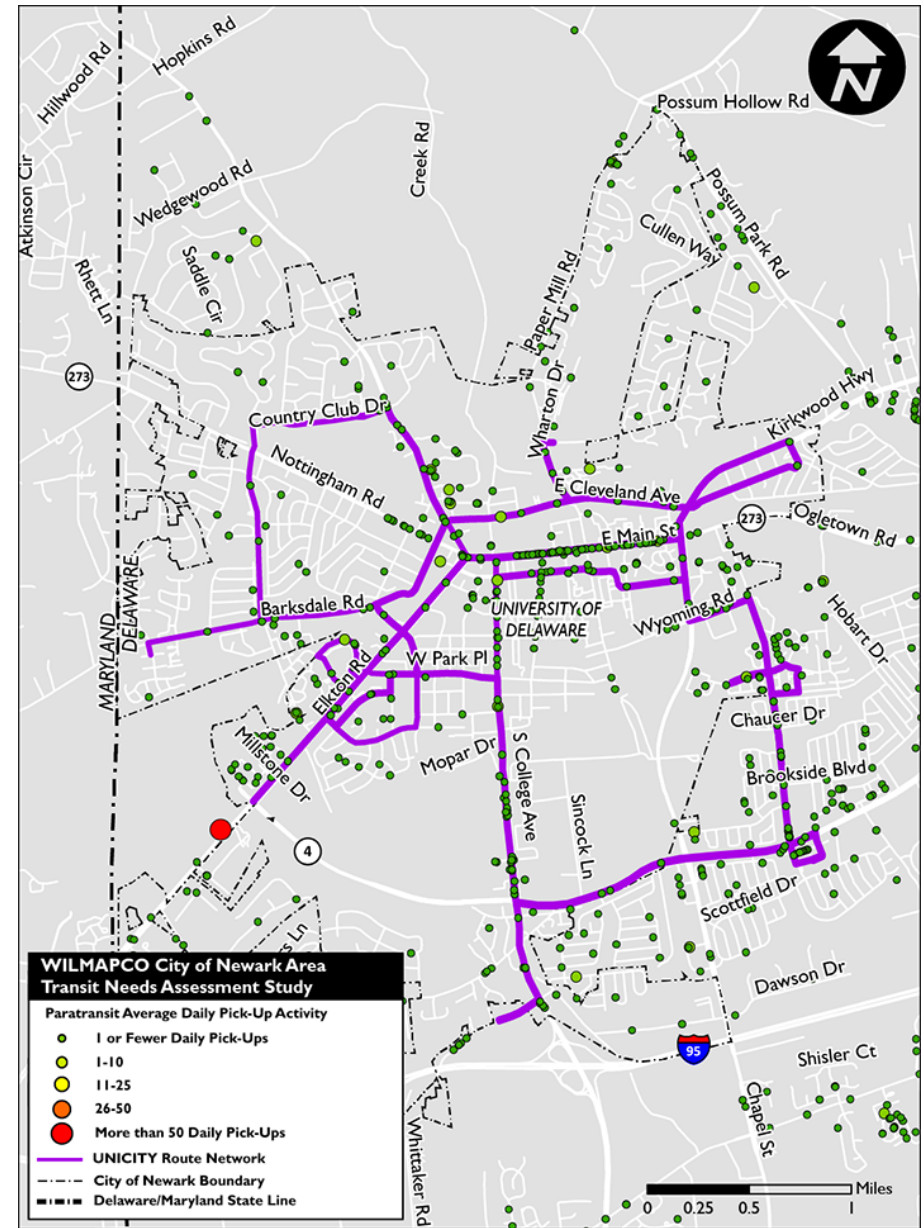 Hopkins Rd
Hillwood Rd
N
Possum Hollow Rd
Creek Rd
Atkinson Cir
Wedgewood Rd
Possum Park Rd
Cullen Way
Saddle Cir
Rhett Ln
Paper Mill Rd
273
Wharton Dr
Kirkwood Hwy
Country Club Dr
Nottingham Rd
E Cleveland Ave
273
Ogletown Rd
E Main St
MARYLAND
DELAWARE
Barksdale Rd
UNIVERSITY OF
DELAWARE
Wyoming Rd
Hobart Dr
W Park Pl
Elkton Rd
Chaucer Dr
Millstone Dr
Mopar Dr
S College Ave
Brookside Blvd
Sincock Ln
4
Scottfield Dr
Dawson Dr
95
Shisler Ct
Chapel St
Whittaker Rd
WILMAPCO City of Newark Area
Transit Needs Assessment Study
Paratransit Average Daily Pick-Up Activity
1 or Fewer Daily Pick-Ups
1-10
11-25
26-50
More than 50 Daily Pick-Ups
UNICITY Route Network
City of Newark Boundary
Delaware/Maryland State Line
Miles
0 0.25 0.5 1